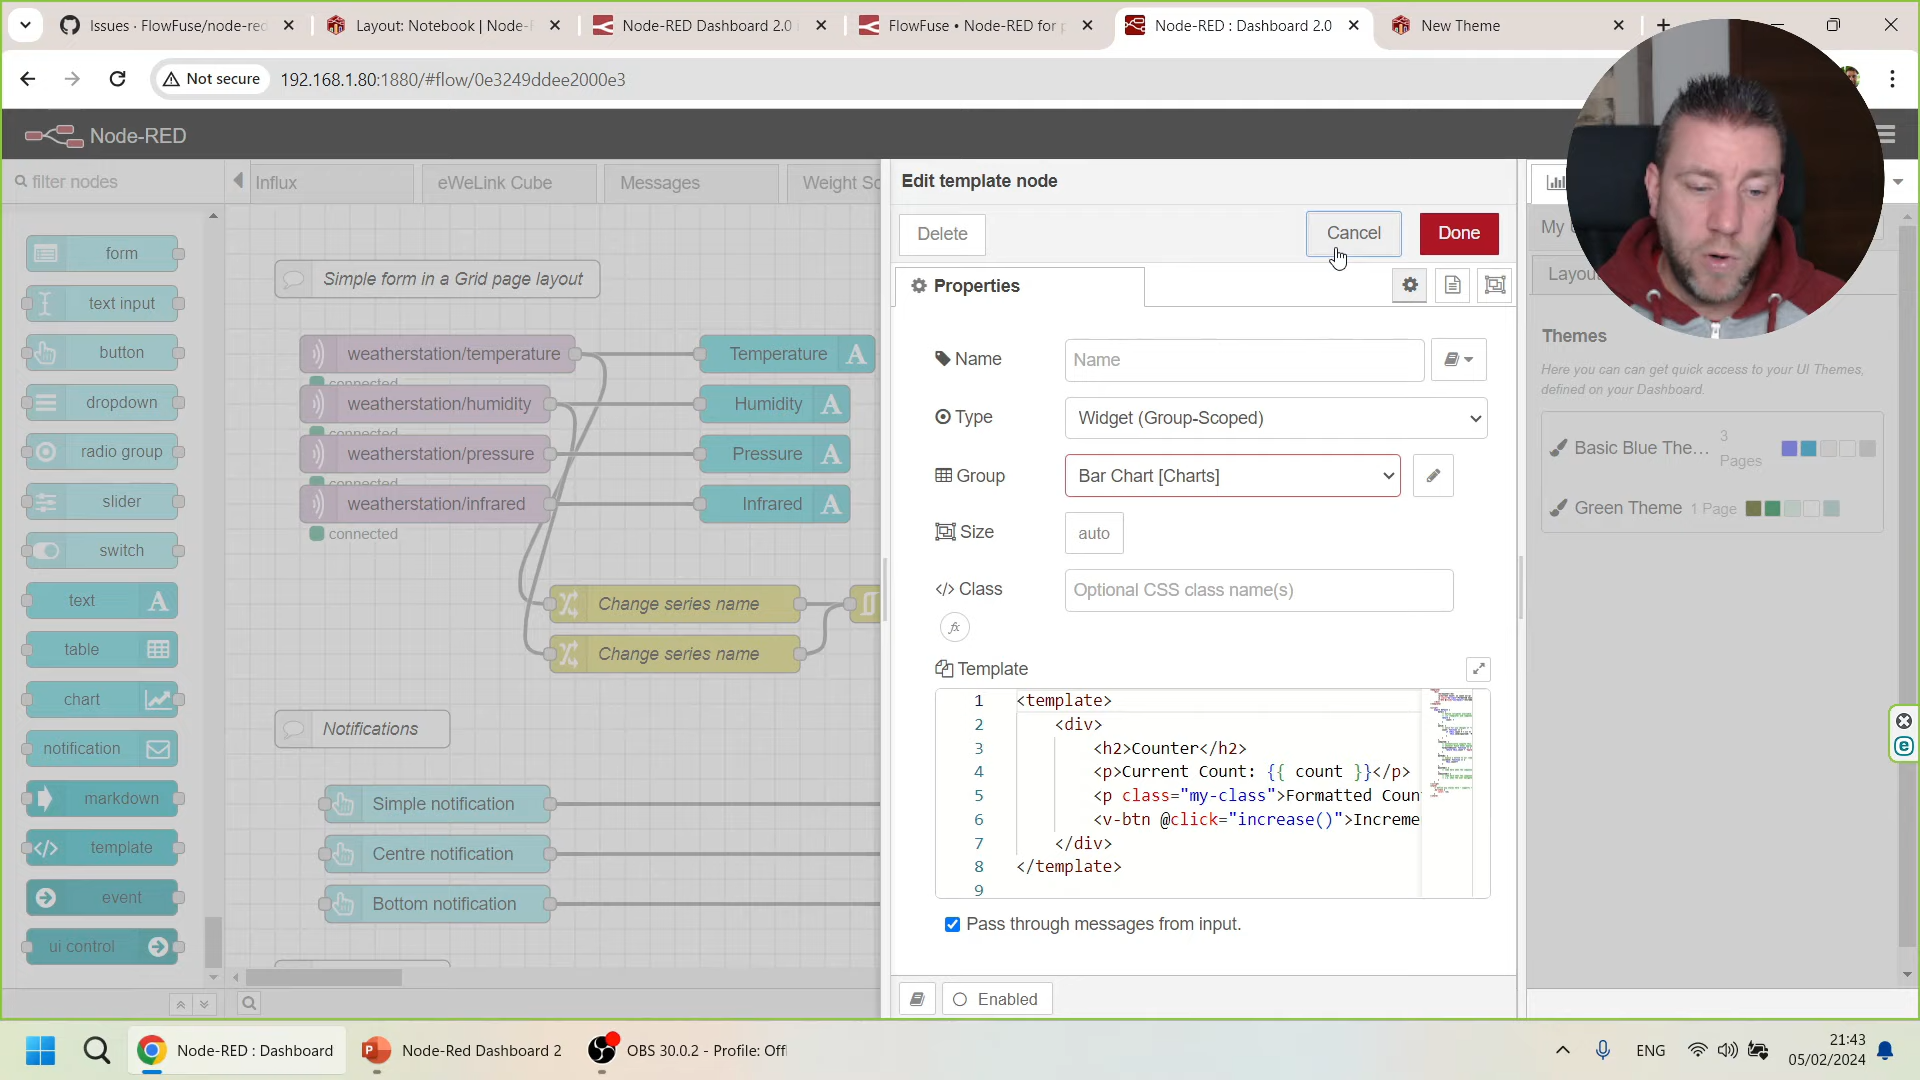 Issues · FlowFuse/node-red
Layout: Notebook | Node-R
Node-RED Dashboard 2.0
FlowFuse • Node-RED for p
Node-RED : Dashboard 2.0
New Theme
Not secure
192.168.1.80:1880/#flow/0e3249ddee2000e3
Node-RED
filter nodes
Influx
eWeLink Cube
Messages
Weight Sc
form
text input
button
dropdown
radio group
slider
switch
text
table
chart
notification
markdown
template
event
ui control
Simple form in a Grid page layout
weatherstation/temperature
connected
weatherstation/humidity
connected
weatherstation/pressure
connected
weatherstation/infrared
connected
Temperature
Humidity
Pressure
Infrared
Change series name
Change series name
Notifications
Simple notification
Centre notification
Bottom notification
Edit template node
Delete
Cancel
Done
Properties
Name
Name
Type
Widget (Group-Scoped)
Group
Bar Chart [Charts]
Size
auto
Class
Optional CSS class name(s)
fx
Template
1 <template>
2 <div>
3 <h2>Counter</h2>
4 <p>Current Count: {{ count }}</p>
5 <p class="my-class">Formatted Coun
6 <v-btn @click="increase()">Increme
7 </div>
8 </template>
9
Pass through messages from input.
Enabled
My
Layou
Themes
Here you can can get quick access to your UI Themes,
defined on your Dashboard.
Basic Blue The... 3 Pages
Green Theme 1 Page
Node-RED : Dashboard
Node-Red Dashboard 2
OBS 30.0.2 - Profile: Offi
ENG
21:43
05/02/2024